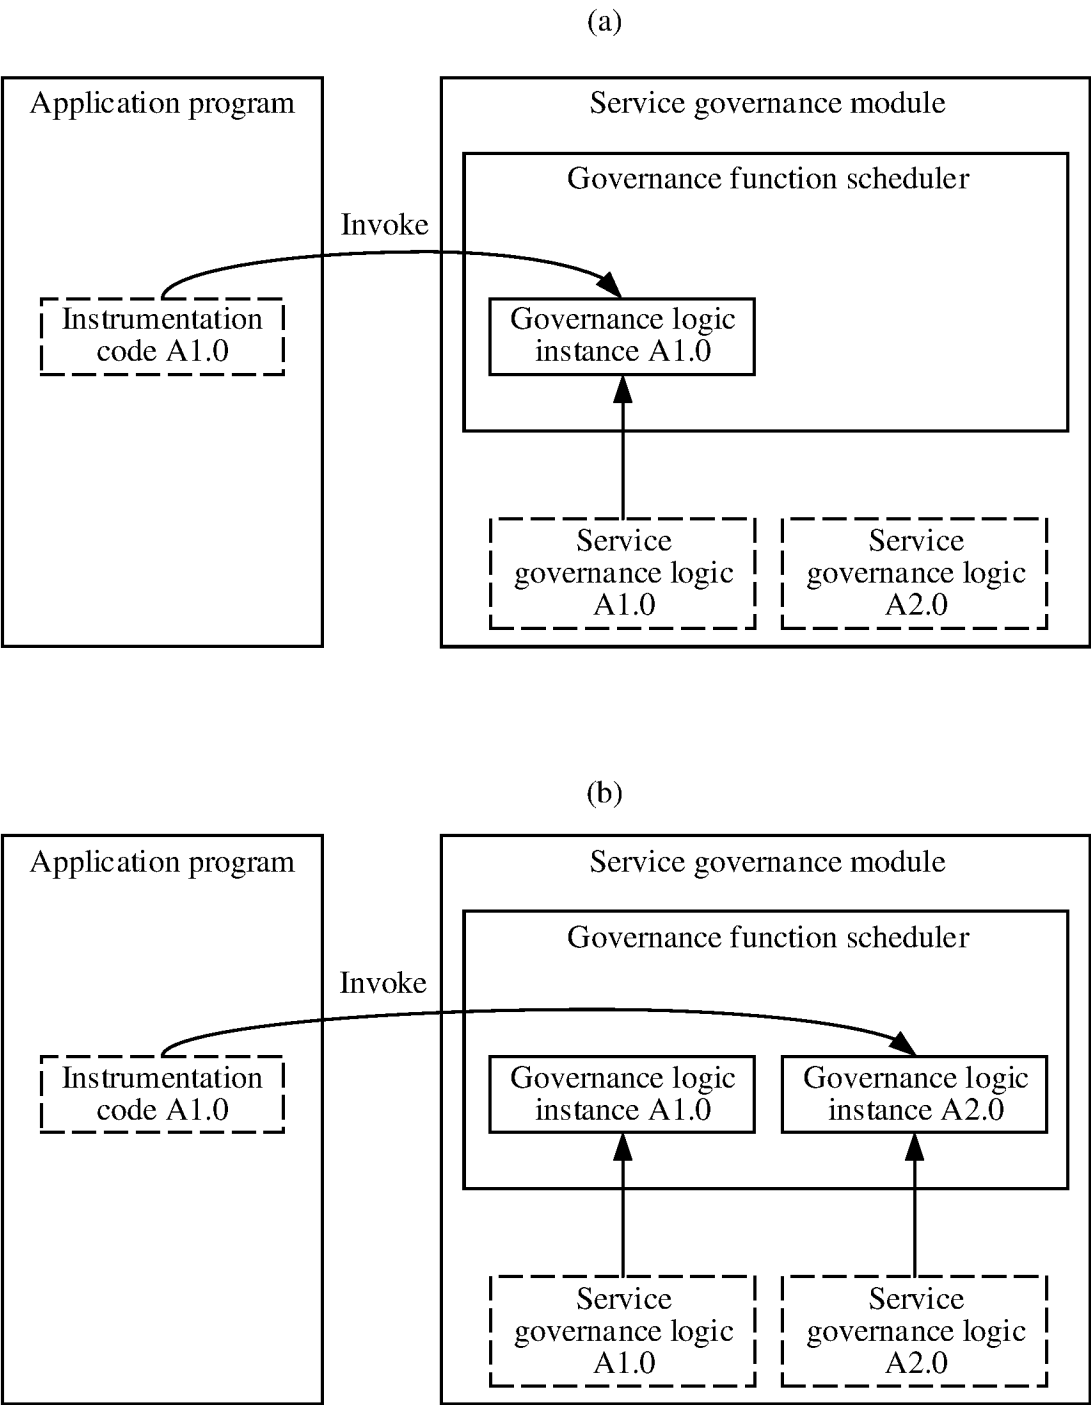 (a)
Application program
Service governance module
Governance function scheduler
Invoke
Instrumentation
code A1.0
Governance logic
instance A1.0
Service
governance logic
A1.0
Service
governance logic
A2.0
(b)
Application program
Service governance module
Governance function scheduler
Invoke
Instrumentation
code A1.0
Governance logic
instance A1.0
Governance logic
instance A2.0
Service
governance logic
A1.0
Service
governance logic
A2.0